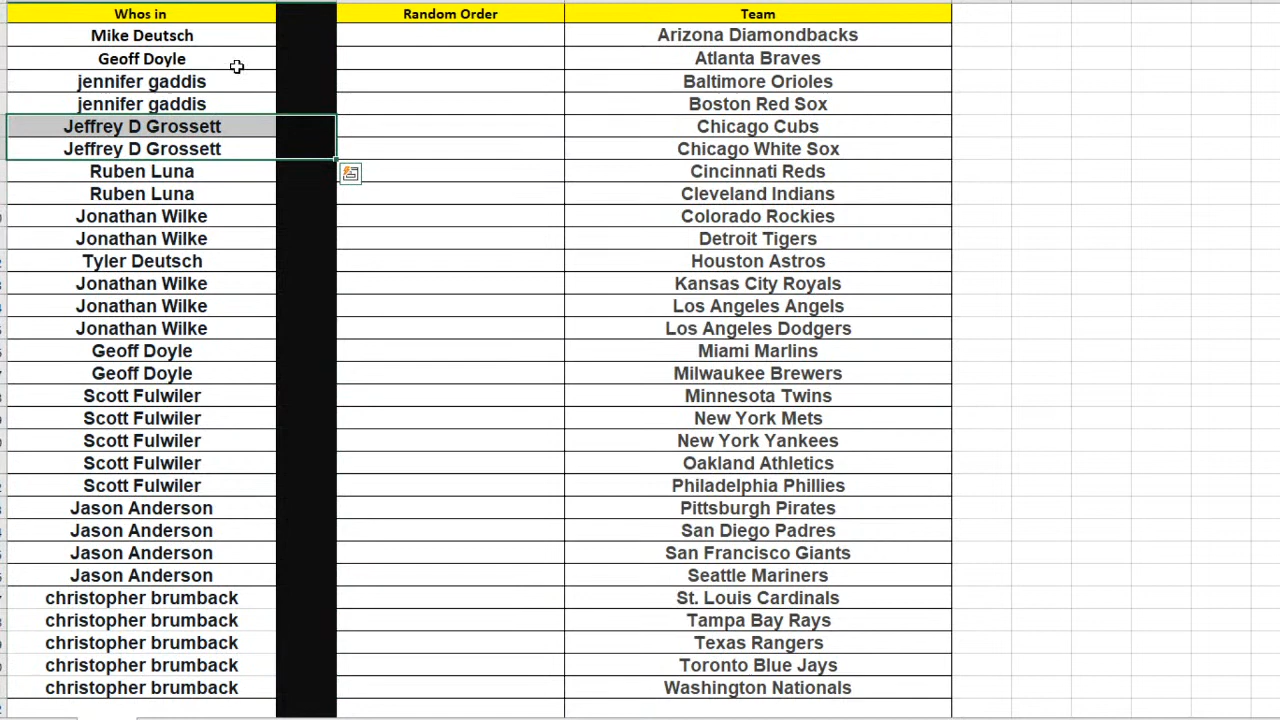 Whos in Random Order Team
Mike Deutsch Arizona Diamondbacks
Geoff Doyle Atlanta Braves
jennifer gaddis Baltimore Orioles
jennifer gaddis Boston Red Sox
Jeffrey D Grossett Chicago Cubs
Jeffrey D Grossett Chicago White Sox
Ruben Luna Cincinnati Reds
Ruben Luna Cleveland Indians
Jonathan Wilke Colorado Rockies
Jonathan Wilke Detroit Tigers
Tyler Deutsch Houston Astros
Jonathan Wilke Kansas City Royals
Jonathan Wilke Los Angeles Angels
Jonathan Wilke Los Angeles Dodgers
Geoff Doyle Miami Marlins
Geoff Doyle Milwaukee Brewers
Scott Fulwiler Minnesota Twins
Scott Fulwiler New York Mets
Scott Fulwiler New York Yankees
Scott Fulwiler Oakland Athletics
Scott Fulwiler Philadelphia Phillies
Jason Anderson Pittsburgh Pirates
Jason Anderson San Diego Padres
Jason Anderson San Francisco Giants
Jason Anderson Seattle Mariners
christopher brumback St. Louis Cardinals
christopher brumback Tampa Bay Rays
christopher brumback Texas Rangers
christopher brumback Toronto Blue Jays
christopher brumback Washington Nationals